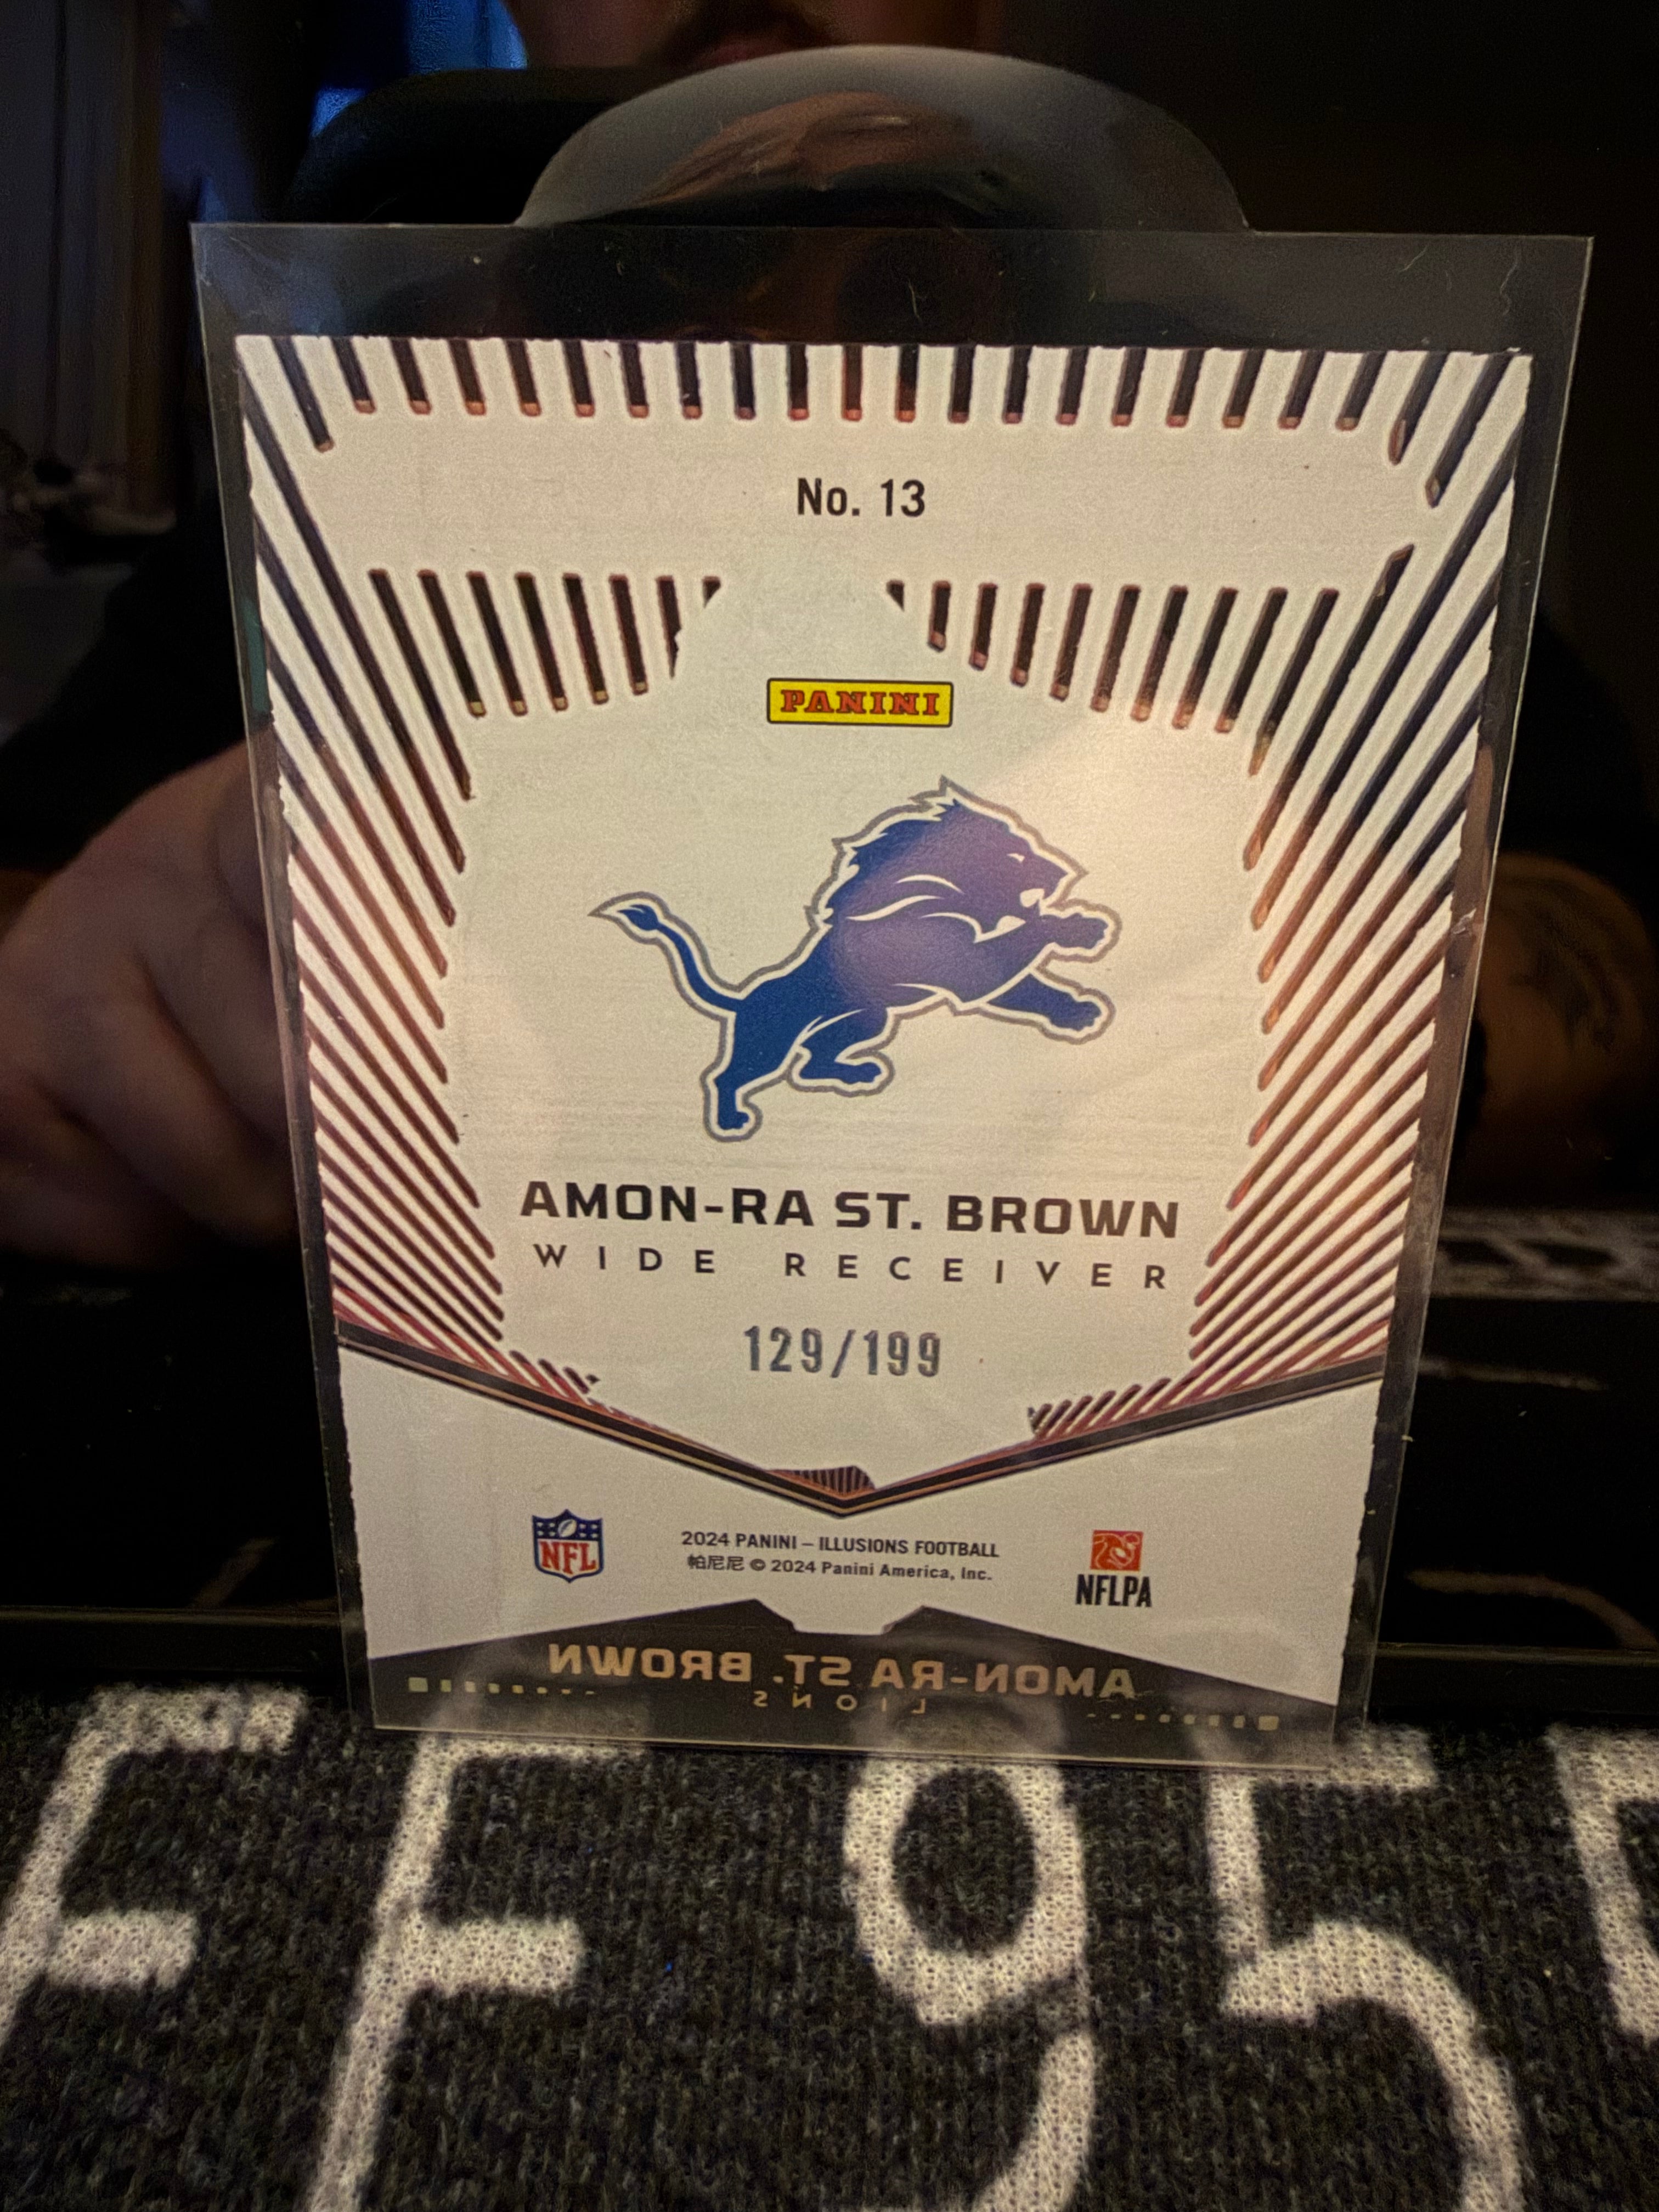 No. 13
PANINI
AMON-RA ST. BROWN
WIDE RECEIVER
129/199
NFL
2024 PANINI – ILLUSIONS FOOTBALL
帕尼尼 © 2024 Panini America, Inc.
NFLPA
AMON-RA ST. BROWN
LIONS